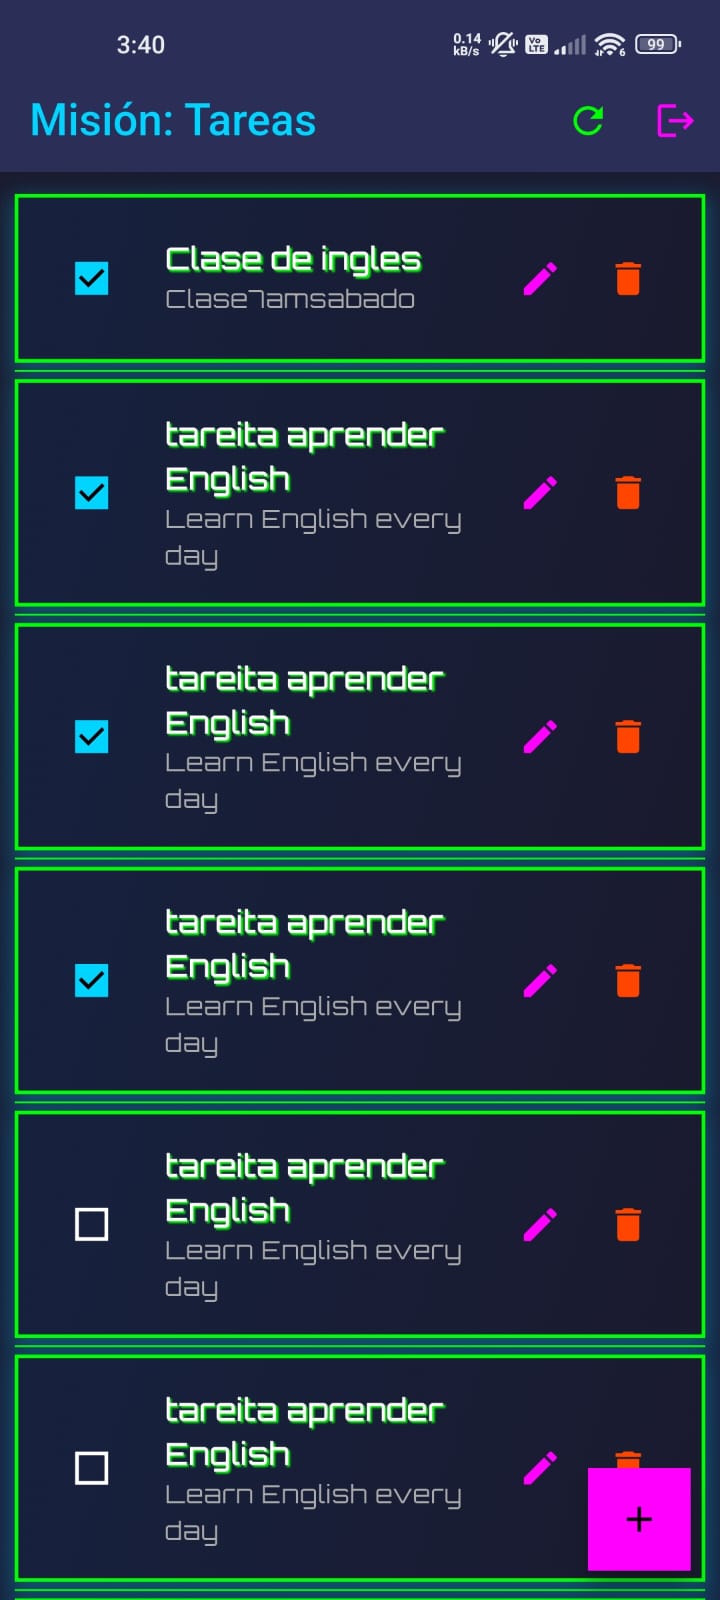 3:40
0.14
kB/s
Vo
LTE
6
99
Misión: Tareas
Clase de ingles
Clase7amsabado
tareita aprender
English
Learn English every
day
tareita aprender
English
Learn English every
day
tareita aprender
English
Learn English every
day
tareita aprender
English
Learn English every
day
tareita aprender
English
Learn English every
day
+